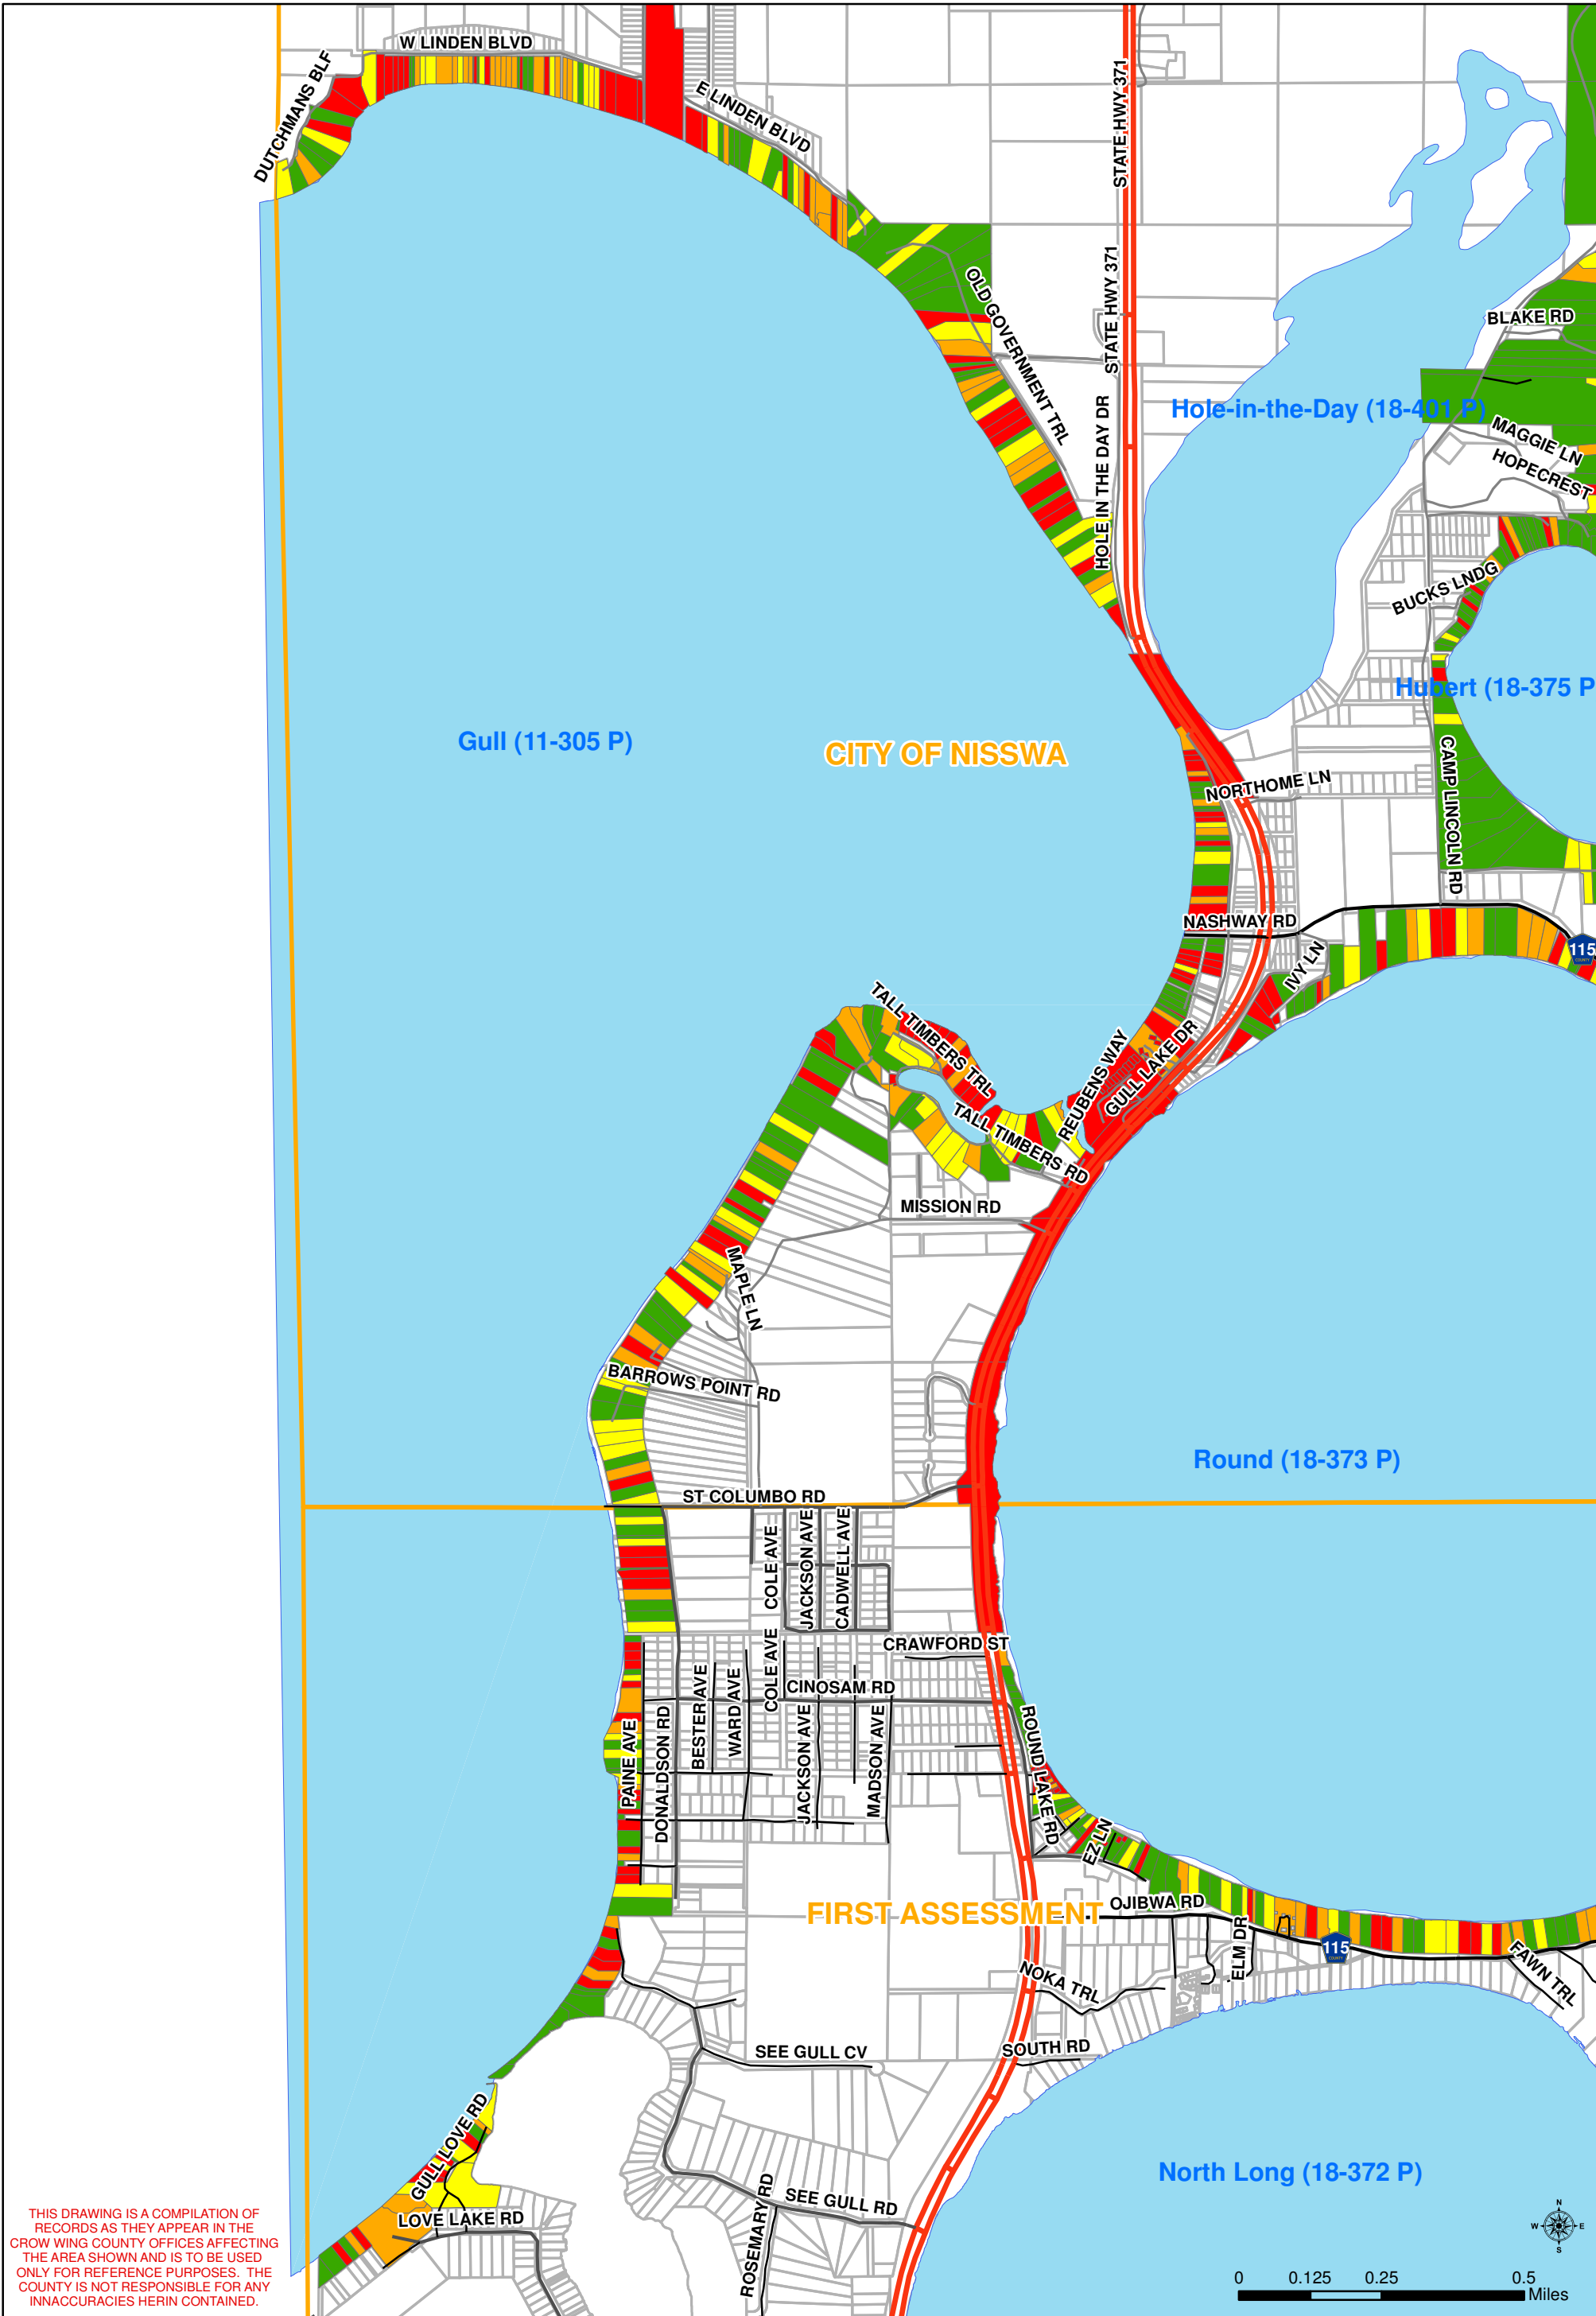 W LINDEN BLVD
DUTCHMANS BLF
E LINDEN BLVD
STATE HWY 371
STATE HWY 371
OLD GOVERNMENT TRL
HOLE IN THE DAY DR
BLAKE RD
Hole-in-the-Day (18-401 P)
MAGGIE LN
HOPECREST
BUCKS LNDG
Hubert (18-375 P
Gull (11-305 P)
CITY OF NISSWA
CAMP LINCOLN RD
NORTHOME LN
NASHWAY RD
IVY LN
115
COUNTY
TALL TIMBERS TRL
REUBENS WAY
GULL LAKE DR
TALL TIMBERS RD
MISSION RD
MAPLE LN
BARROWS POINT RD
Round (18-373 P)
ST COLUMBO RD
COLE AVE
JACKSON AVE
CADWELL AVE
CRAWFORD ST
COLE AVE
CINOSAM RD
BESTER AVE
WARD AVE
PAINE AVE
DONALDSON RD
JACKSON AVE
MADSON AVE
ROUND LAKE RD
EZ LN
FIRST ASSESSMENT
OJIBWA RD
ELM DR
115
COUNTY
FAWN TRL
NOKA TRL
SOUTH RD
SEE GULL CV
GULL LOVE RD
North Long (18-372 P)
SEE GULL RD
LOVE LAKE RD
ROSEMARY RD
THIS DRAWING IS A COMPILATION OF
RECORDS AS THEY APPEAR IN THE
CROW WING COUNTY OFFICES AFFECTING
THE AREA SHOWN AND IS TO BE USED
ONLY FOR REFERENCE PURPOSES. THE
COUNTY IS NOT RESPONSIBLE FOR ANY
INNACCURACIES HERIN CONTAINED.
N
W E
S
0 0.125 0.25 0.5
Miles